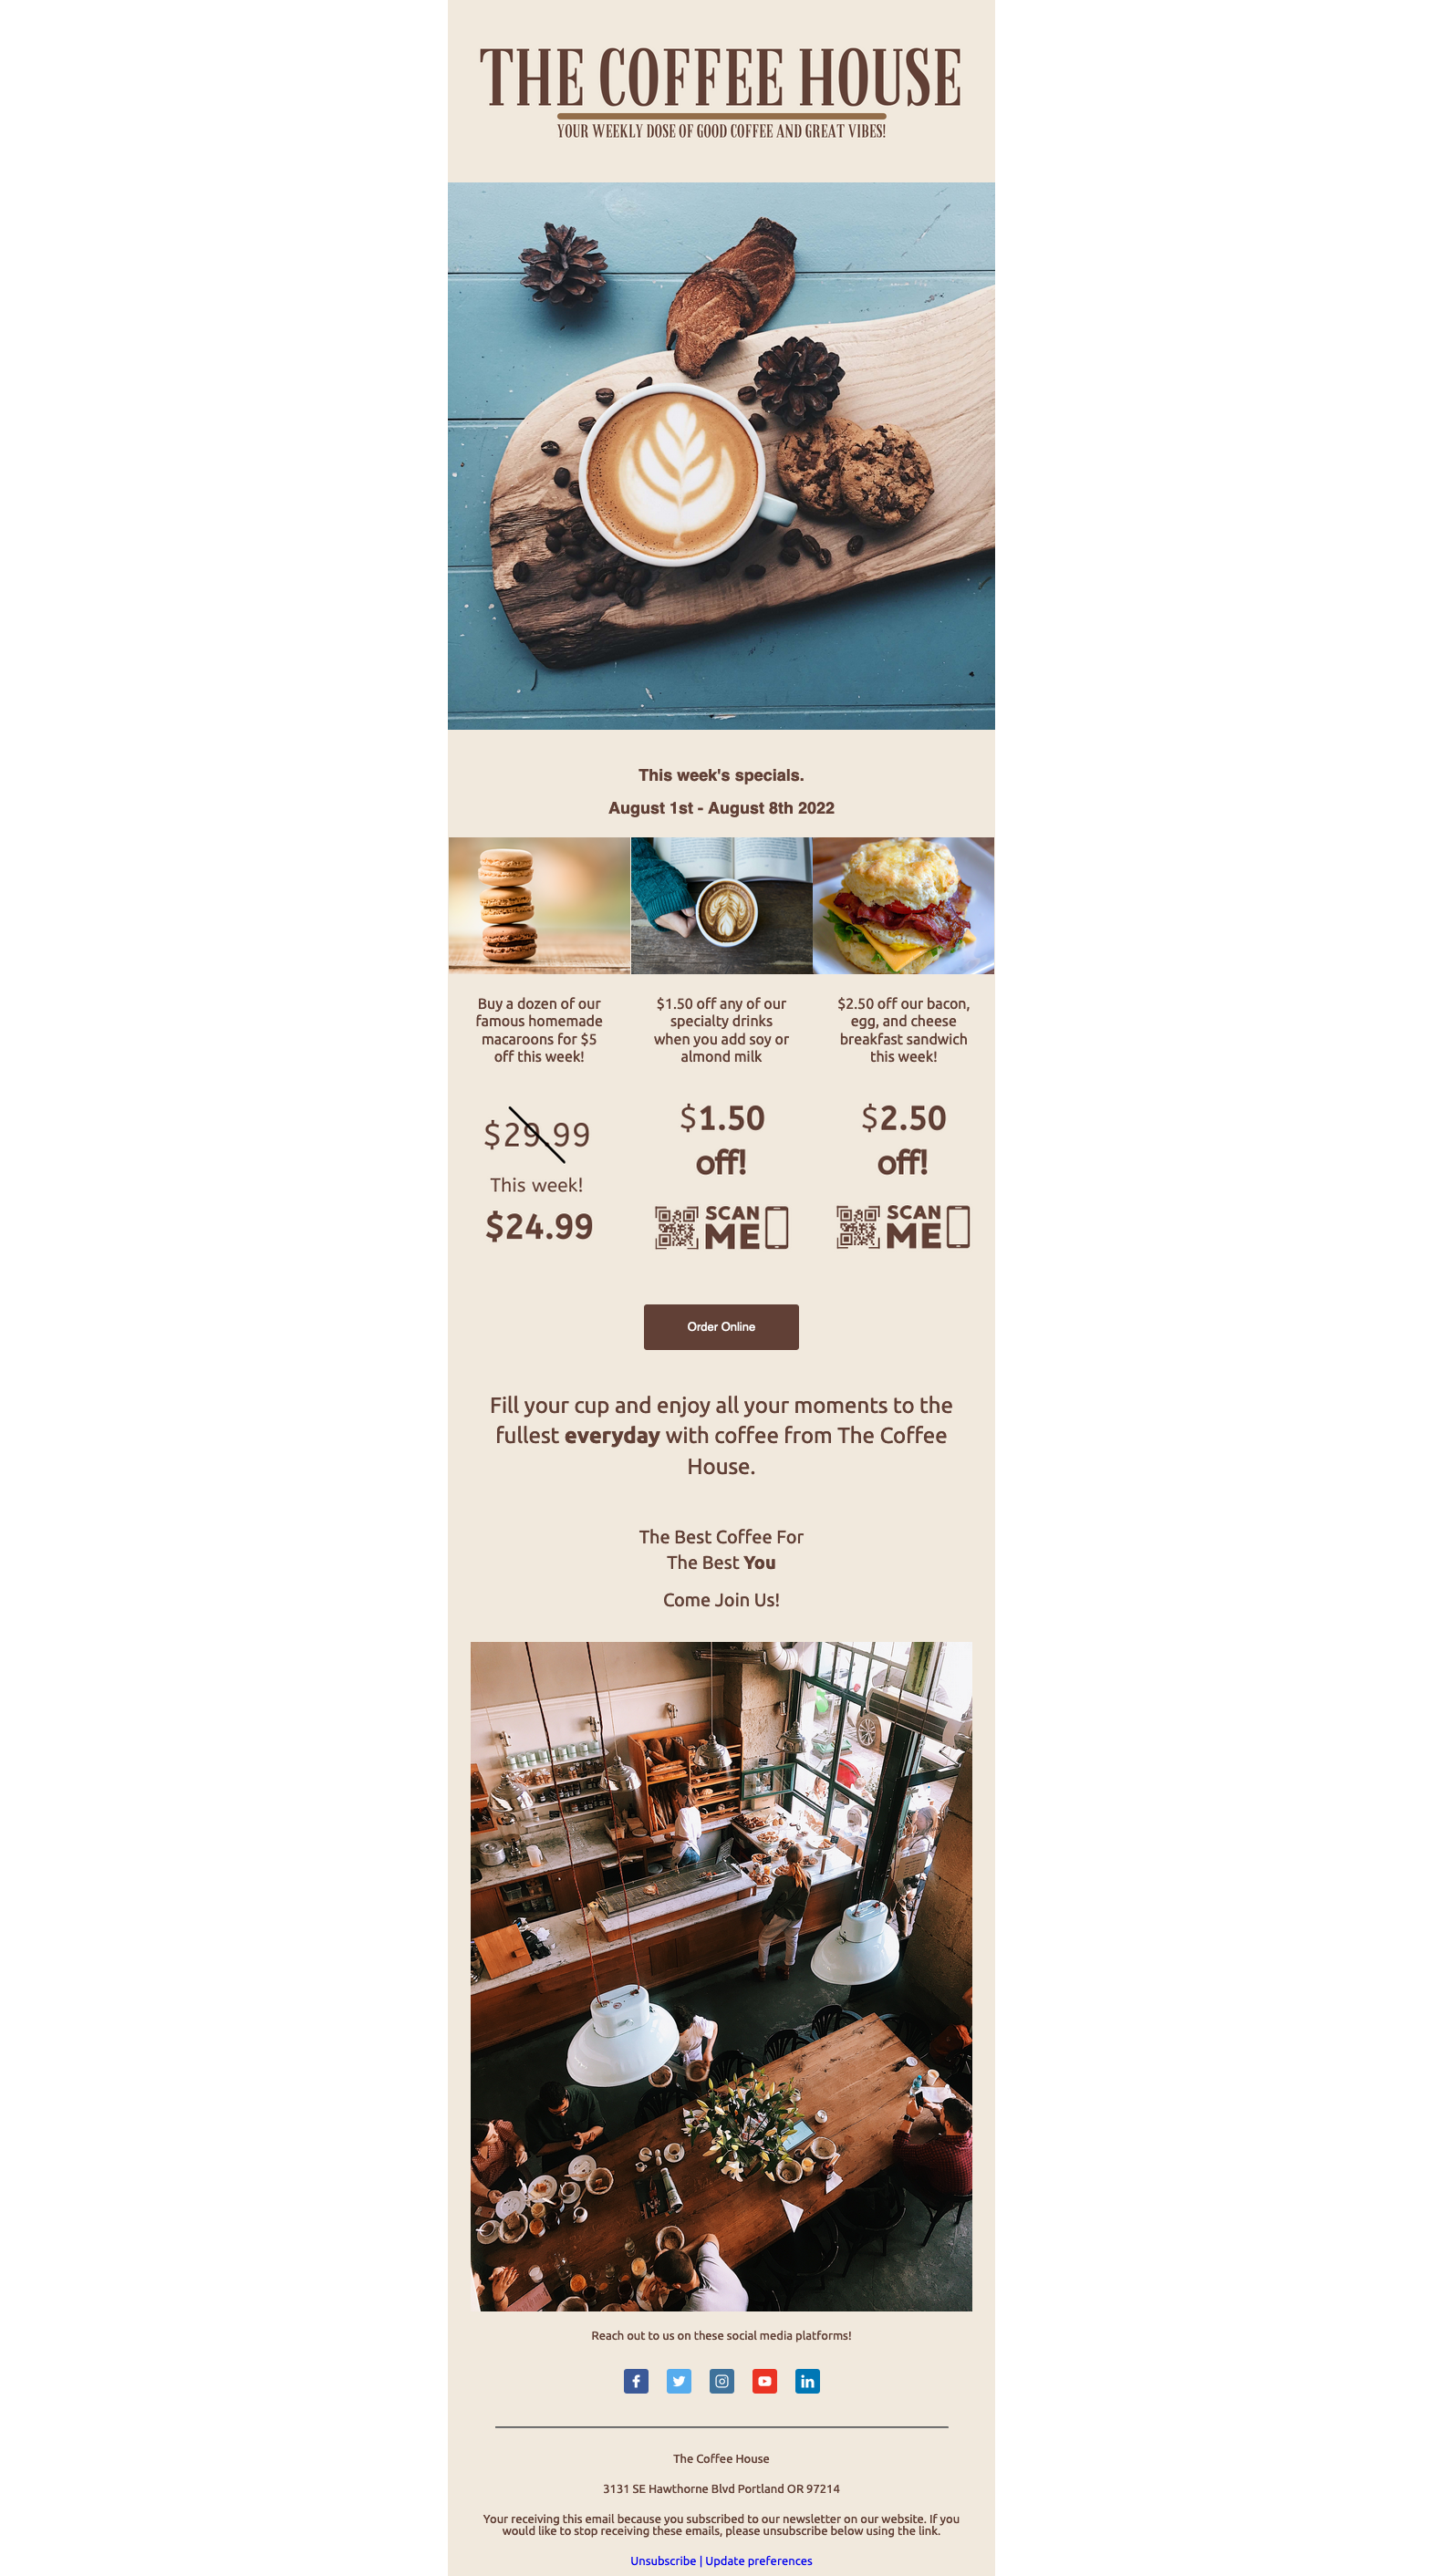 THE COFFEE HOUSE
YOUR WEEKLY DOSE OF GOOD COFFEE AND GREAT VIBES!
This week's specials.
August 1st - August 8th 2022
Buy a dozen of our
famous homemade
macaroons for $5
off this week!
$29.99
This week!
$24.99
$1.50 off any of our
specialty drinks
when you add soy or
almond milk
$1.50
off!
SCAN
ME
$2.50 off our bacon,
egg, and cheese
breakfast sandwich
this week!
$2.50
off!
SCAN
ME
Order Online
Fill your cup and enjoy all your moments to the
fullest everyday with coffee from The Coffee
House.
The Best Coffee For
The Best You
Come Join Us!
Reach out to us on these social media platforms!
The Coffee House
3131 SE Hawthorne Blvd Portland OR 97214
Your receiving this email because you subscribed to our newsletter on our website. If you
would like to stop receiving these emails, please unsubscribe below using the link.
Unsubscribe | Update preferences